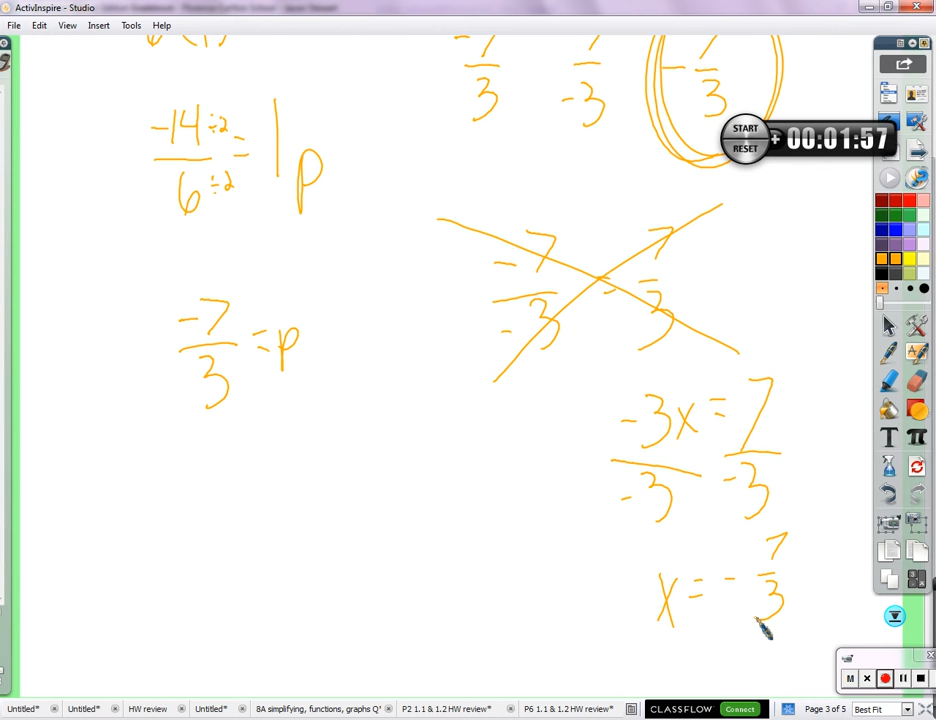 ActivInspire - Studio
File Edit View Insert Tools Help
-7/3 7/-3 -7/3
START
RESET
+ 00:01:57
-14÷2 / 6÷2 = 1p
-7/-3 -7/-3
-7/3 = p
-3x/-3 = 7/-3
x = -7/3
M
Untitled* Untitled* HW review Untitled* 8A simplifying, functions, graphs Q' P2 1.1 & 1.2 HW review* P6 1.1 & 1.2 HW review* CLASSFLOW Connect Page 3 of 5 Best Fit